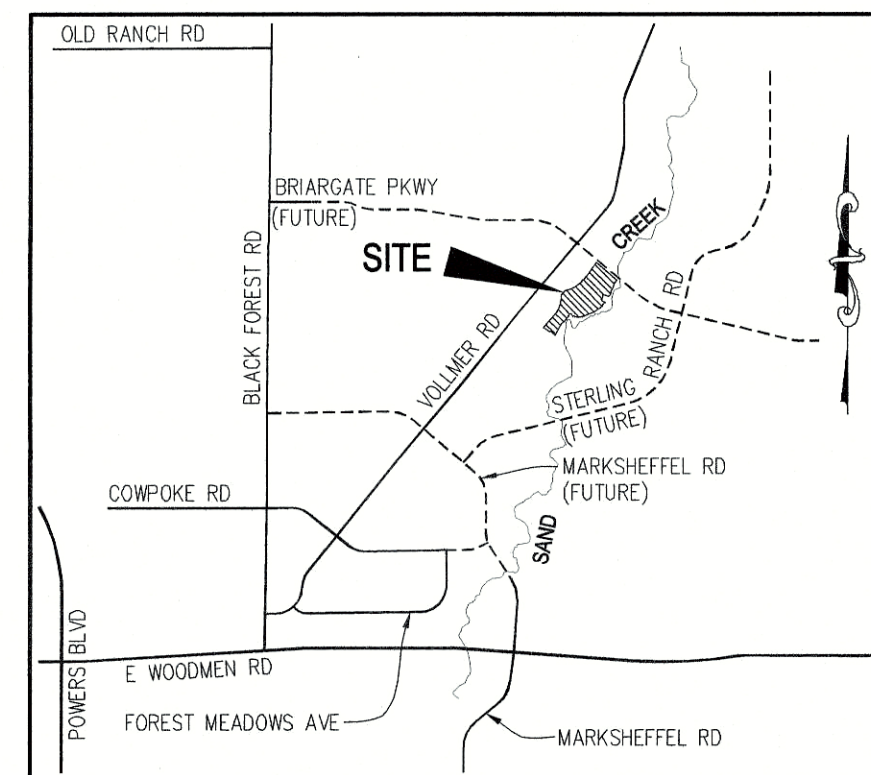 OLD RANCH RD
BRIARGATE PKWY
(FUTURE)
CREEK
SITE
BLACK FOREST RD
VOLLMER RD
RANCH RD
STERLING
(FUTURE)
MARKSHEFFEL RD
(FUTURE)
COWPOKE RD
SAND
POWERS BLVD
E WOODMEN RD
FOREST MEADOWS AVE
MARKSHEFFEL RD